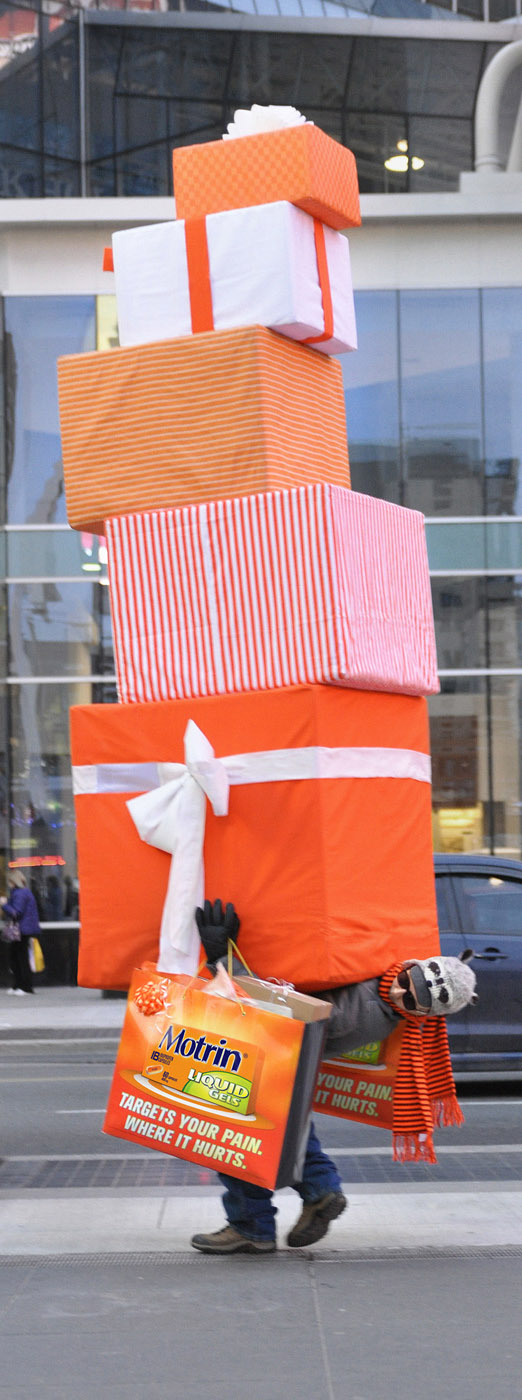 Motrin
LIQUID
GELS
TARGETS YOUR PAIN.
WHERE IT HURTS.
YOUR PAIN.
IT HURTS.